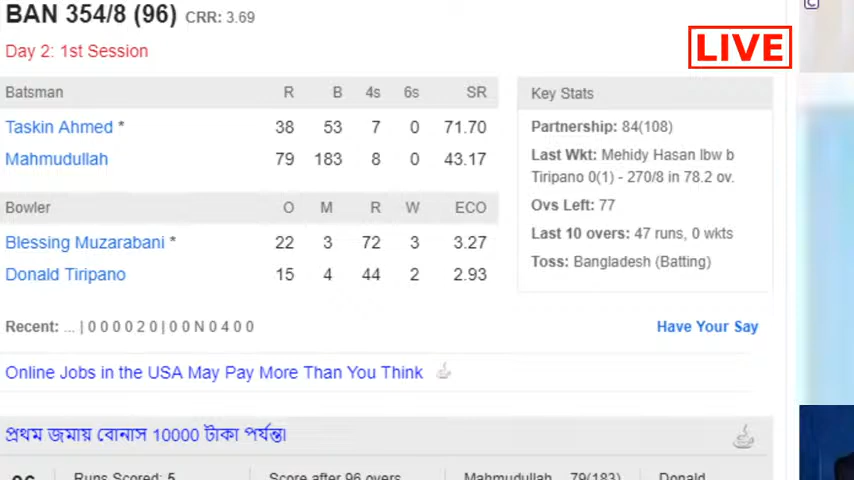 BAN 354/8 (96) CRR: 3.69
Day 2: 1st Session
LIVE
Batsman R B 4s 6s SR
Taskin Ahmed * 38 53 7 0 71.70
Mahmudullah 79 183 8 0 43.17
Bowler O M R W ECO
Blessing Muzarabani * 22 3 72 3 3.27
Donald Tiripano 15 4 44 2 2.93
Key Stats
Partnership: 84(108)
Last Wkt: Mehidy Hasan lbw b
Tiripano 0(1) - 270/8 in 78.2 ov.
Ovs Left: 77
Last 10 overs: 47 runs, 0 wkts
Toss: Bangladesh (Batting)
Recent: ... | 0 0 0 0 2 0 | 0 0 N 0 4 0 0
Have Your Say
Online Jobs in the USA May Pay More Than You Think
প্রথম জমায় বোনাস 10000 টাকা পর্যন্ত!
96 Runs Scored: 5 Score after 96 overs Mahmudullah 79(183) Donald